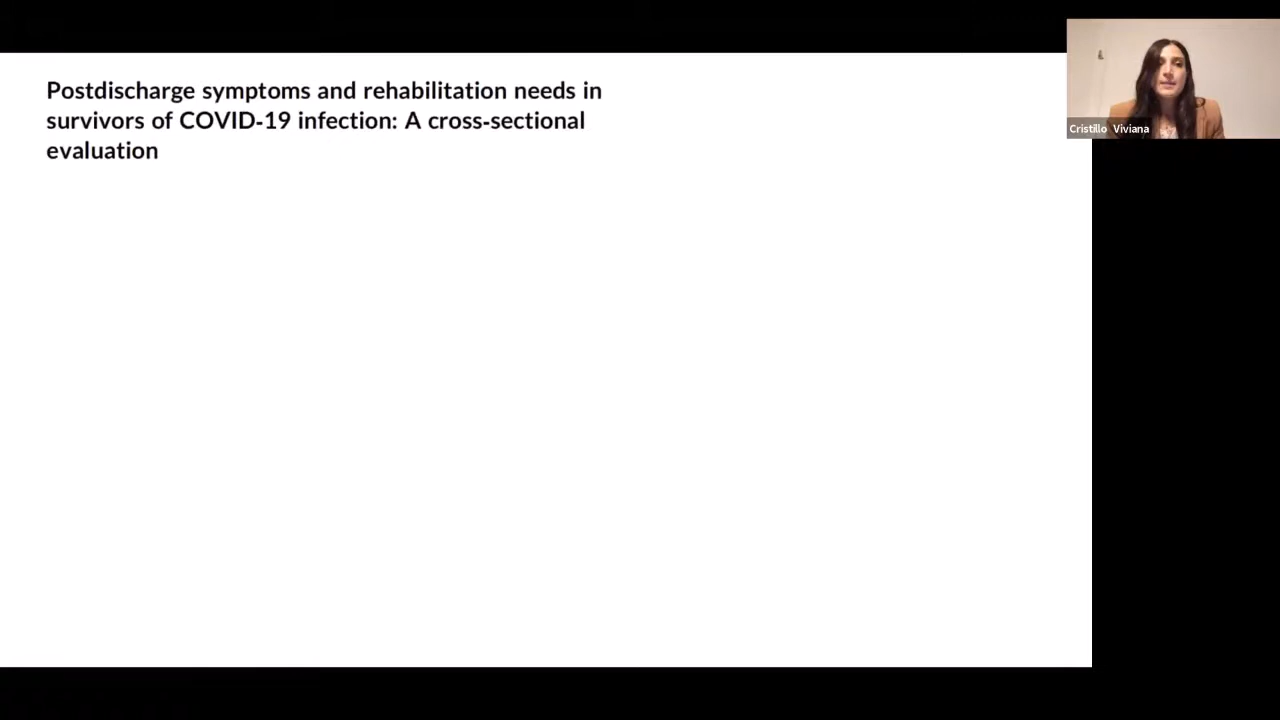 Postdischarge symptoms and rehabilitation needs in
survivors of COVID-19 infection: A cross-sectional
evaluation
Cristillo Viviana